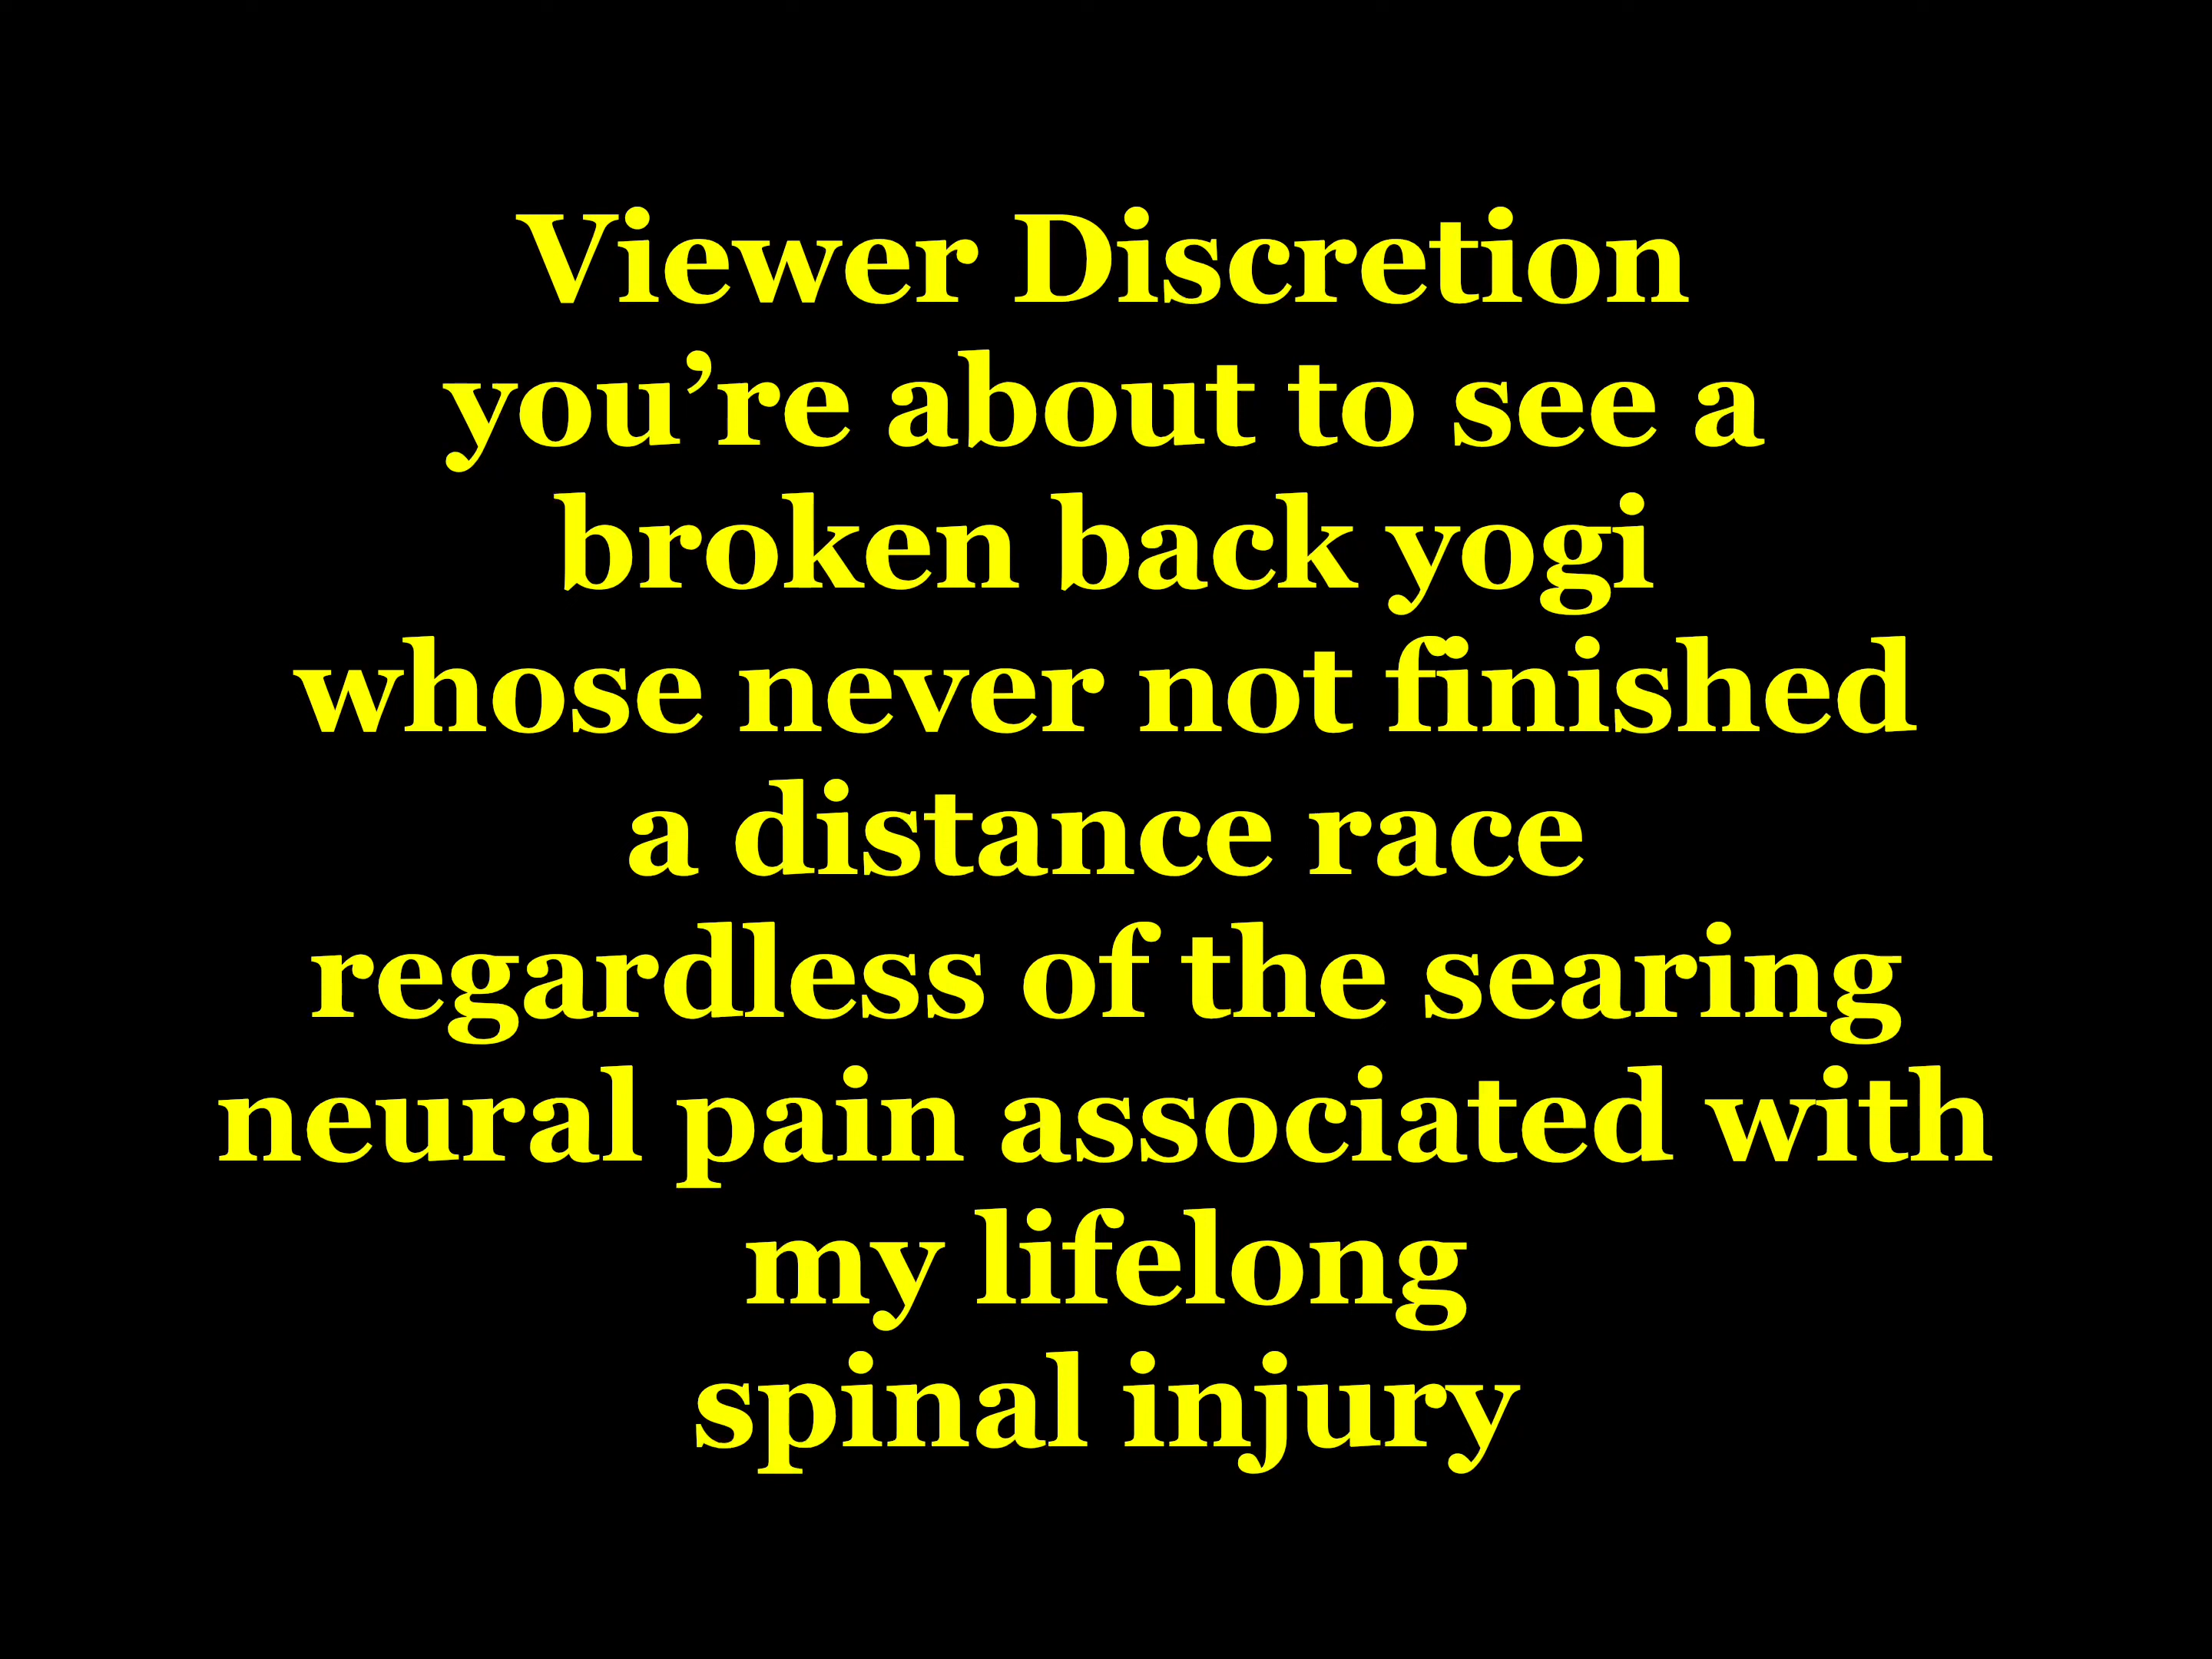 Viewer Discretion
you’re about to see a
broken back yogi
whose never not finished
a distance race
regardless of the searing
neural pain associated with
my lifelong
spinal injury